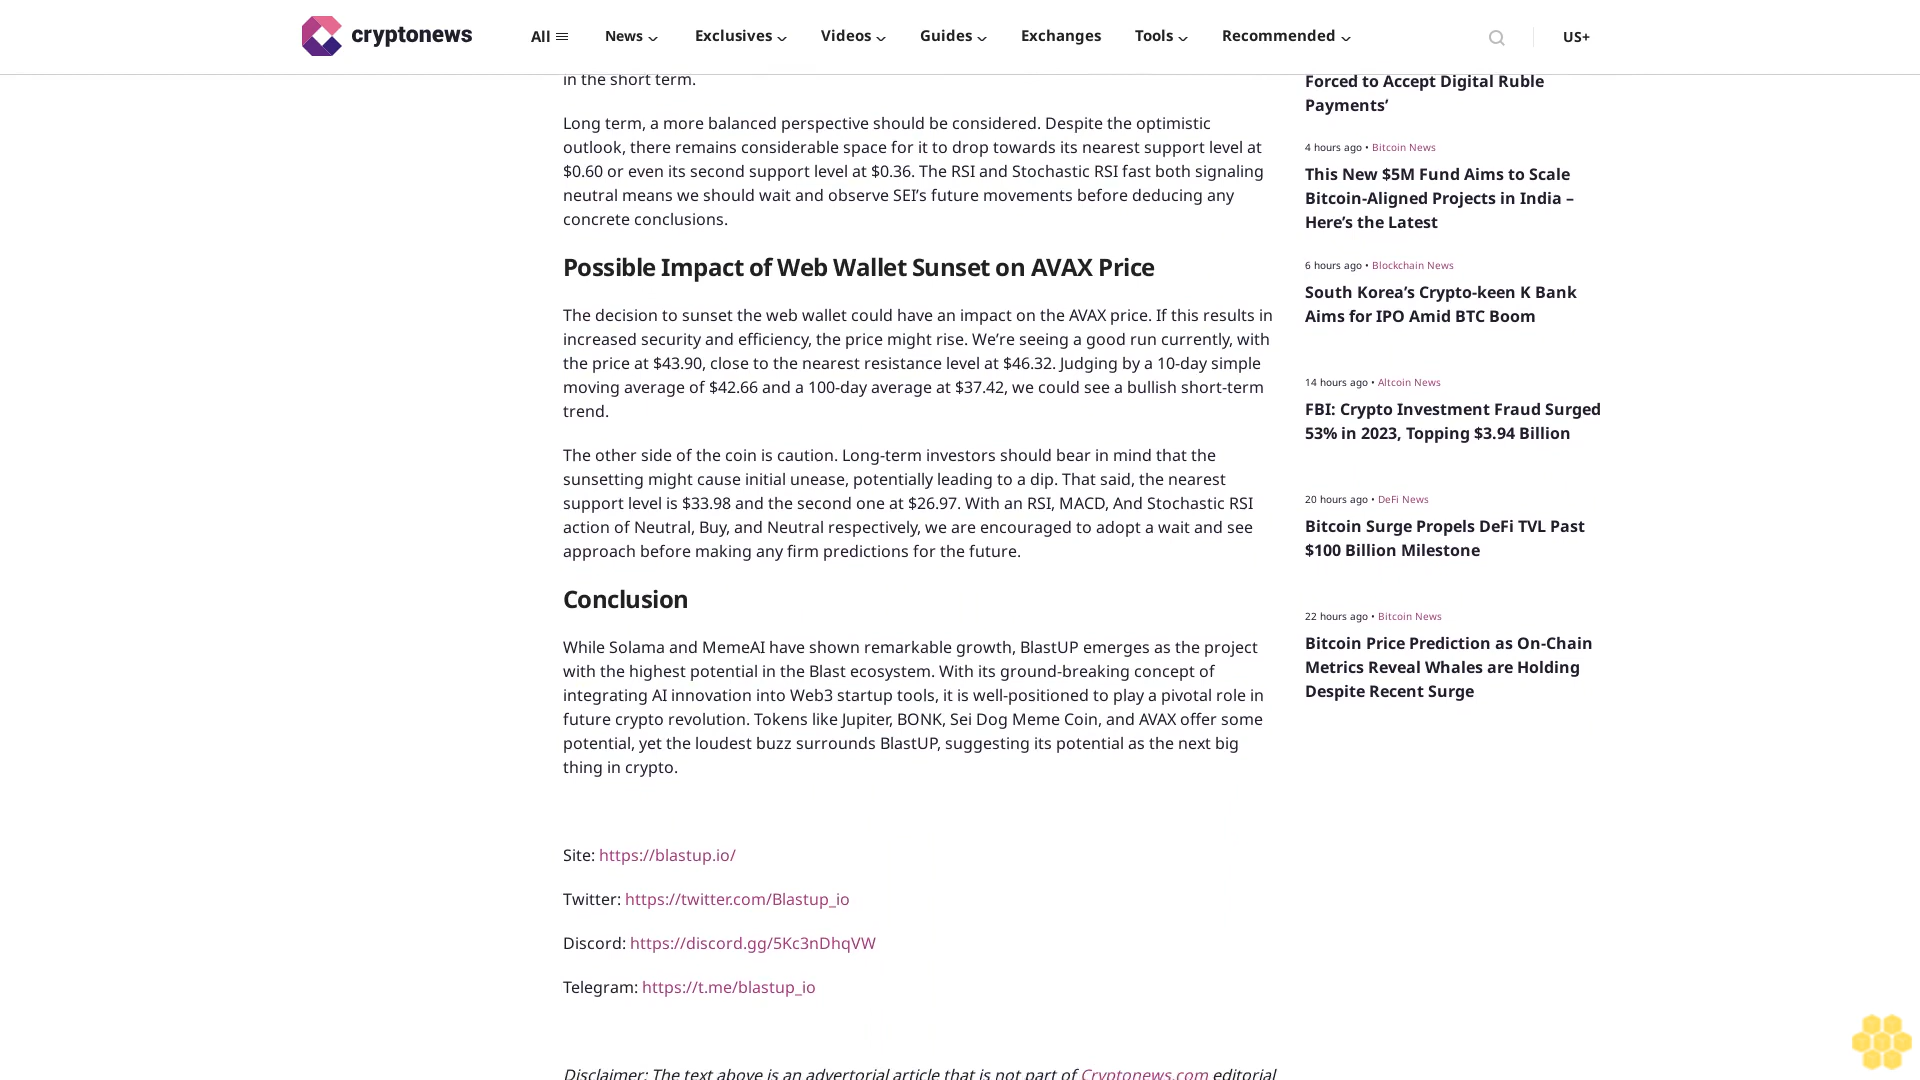 cryptonews
All
News
Exclusives
Videos
Guides
Exchanges
Tools
Recommended
US+
in the short term.
Long term, a more balanced perspective should be considered. Despite the optimistic
outlook, there remains considerable space for it to drop towards its nearest support level at
$0.60 or even its second support level at $0.36. The RSI and Stochastic RSI fast both signaling
neutral means we should wait and observe SEI’s future movements before deducing any
concrete conclusions.
Possible Impact of Web Wallet Sunset on AVAX Price
The decision to sunset the web wallet could have an impact on the AVAX price. If this results in
increased security and efficiency, the price might rise. We’re seeing a good run currently, with
the price at $43.90, close to the nearest resistance level at $46.32. Judging by a 10-day simple
moving average of $42.66 and a 100-day average at $37.42, we could see a bullish short-term
trend.
The other side of the coin is caution. Long-term investors should bear in mind that the
sunsetting might cause initial unease, potentially leading to a dip. That said, the nearest
support level is $33.98 and the second one at $26.97. With an RSI, MACD, And Stochastic RSI
action of Neutral, Buy, and Neutral respectively, we are encouraged to adopt a wait and see
approach before making any firm predictions for the future.
Conclusion
While Solama and MemeAI have shown remarkable growth, BlastUP emerges as the project
with the highest potential in the Blast ecosystem. With its ground-breaking concept of
integrating AI innovation into Web3 startup tools, it is well-positioned to play a pivotal role in
future crypto revolution. Tokens like Jupiter, BONK, Sei Dog Meme Coin, and AVAX offer some
potential, yet the loudest buzz surrounds BlastUP, suggesting its potential as the next big
thing in crypto.
Site: https://blastup.io/
Twitter: https://twitter.com/Blastup_io
Discord: https://discord.gg/5Kc3nDhqVW
Telegram: https://t.me/blastup_io
Disclaimer: The text above is an advertorial article that is not part of Cryptonews.com editorial
Forced to Accept Digital Ruble
Payments’
4 hours ago • Bitcoin News
This New $5M Fund Aims to Scale
Bitcoin-Aligned Projects in India –
Here’s the Latest
6 hours ago • Blockchain News
South Korea’s Crypto-keen K Bank
Aims for IPO Amid BTC Boom
14 hours ago • Altcoin News
FBI: Crypto Investment Fraud Surged
53% in 2023, Topping $3.94 Billion
20 hours ago • DeFi News
Bitcoin Surge Propels DeFi TVL Past
$100 Billion Milestone
22 hours ago • Bitcoin News
Bitcoin Price Prediction as On-Chain
Metrics Reveal Whales are Holding
Despite Recent Surge